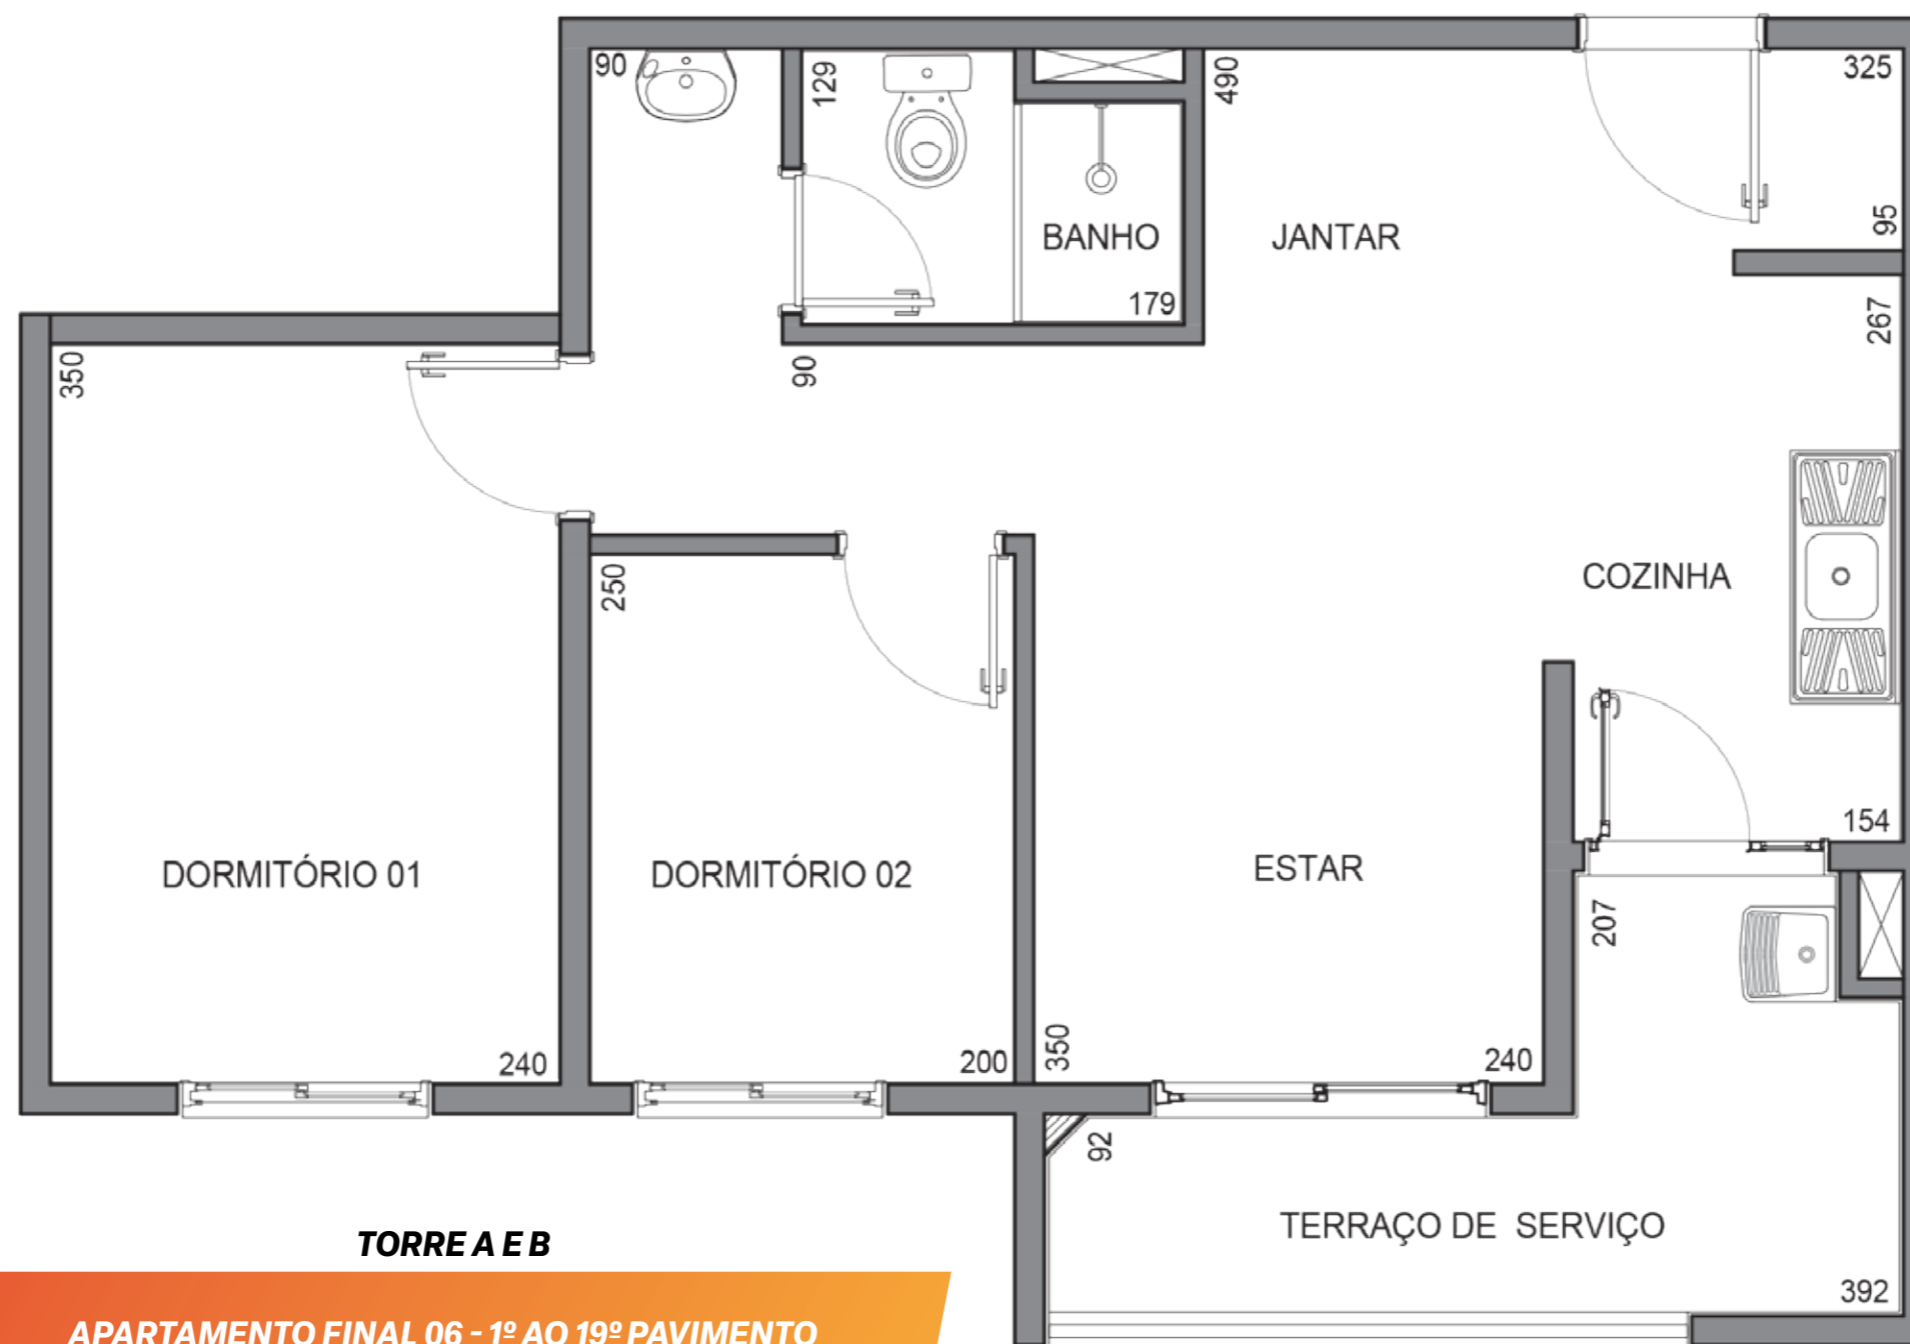 90
129
490
325
BANHO
JANTAR
95
179
267
350
90
250
COZINHA
154
DORMITÓRIO 01
DORMITÓRIO 02
ESTAR
207
240
200
350
240
92
TERRAÇO DE SERVIÇO
392
TORRE A E B
APARTAMENTO FINAL 06 - 1º AO 19º PAVIMENTO